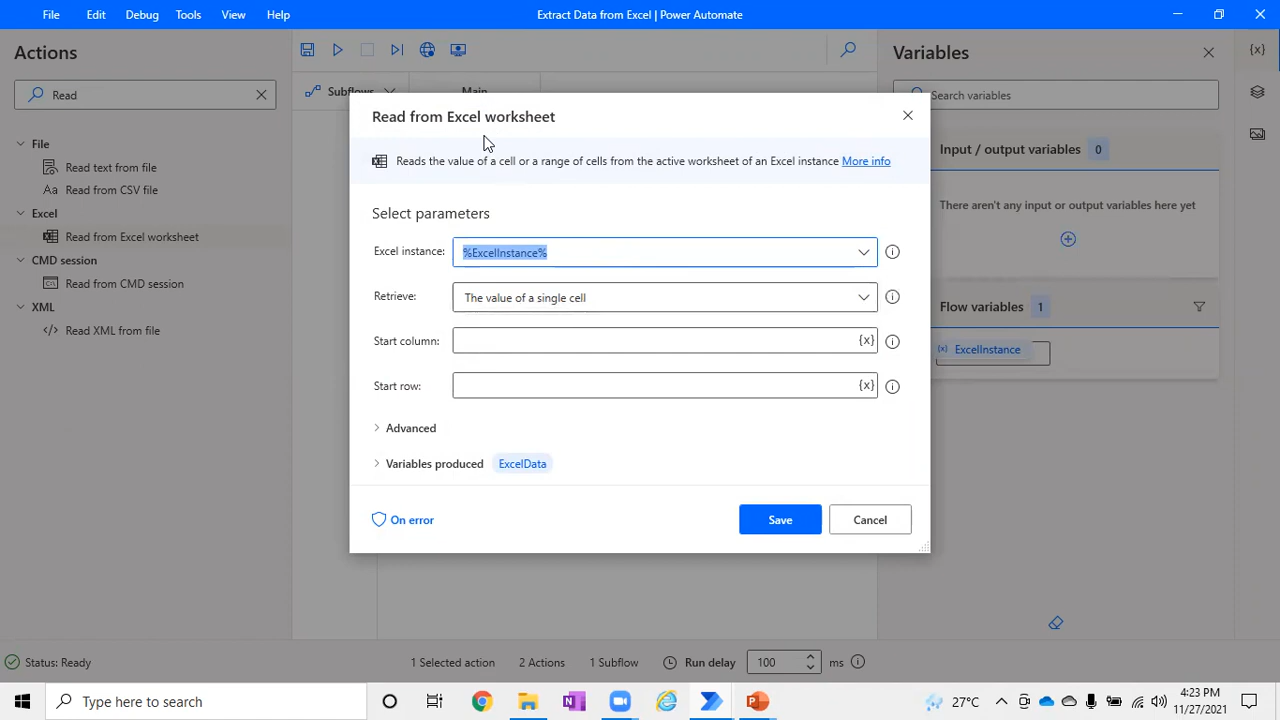 File Edit Debug Tools View Help
Extract Data from Excel | Power Automate
Actions
Read
File
Read text from file
Read from CSV file
Excel
Read from Excel worksheet
CMD session
Read from CMD session
XML
Read XML from file
Subflows
Main
Read from Excel worksheet
Reads the value of a cell or a range of cells from the active worksheet of an Excel instance More info
Select parameters
Excel instance: %ExcelInstance%
Retrieve: The value of a single cell
Start column: {x}
Start row: {x}
Advanced
Variables produced ExcelData
On error
Save Cancel
Variables {x}
Search variables
Input / output variables 0
There aren't any input or output variables here yet
Flow variables 1
(x) ExcelInstance
Status: Ready 1 Selected action 2 Actions 1 Subflow Run delay 100 ms
Type here to search
27°C
4:23 PM
11/27/2021